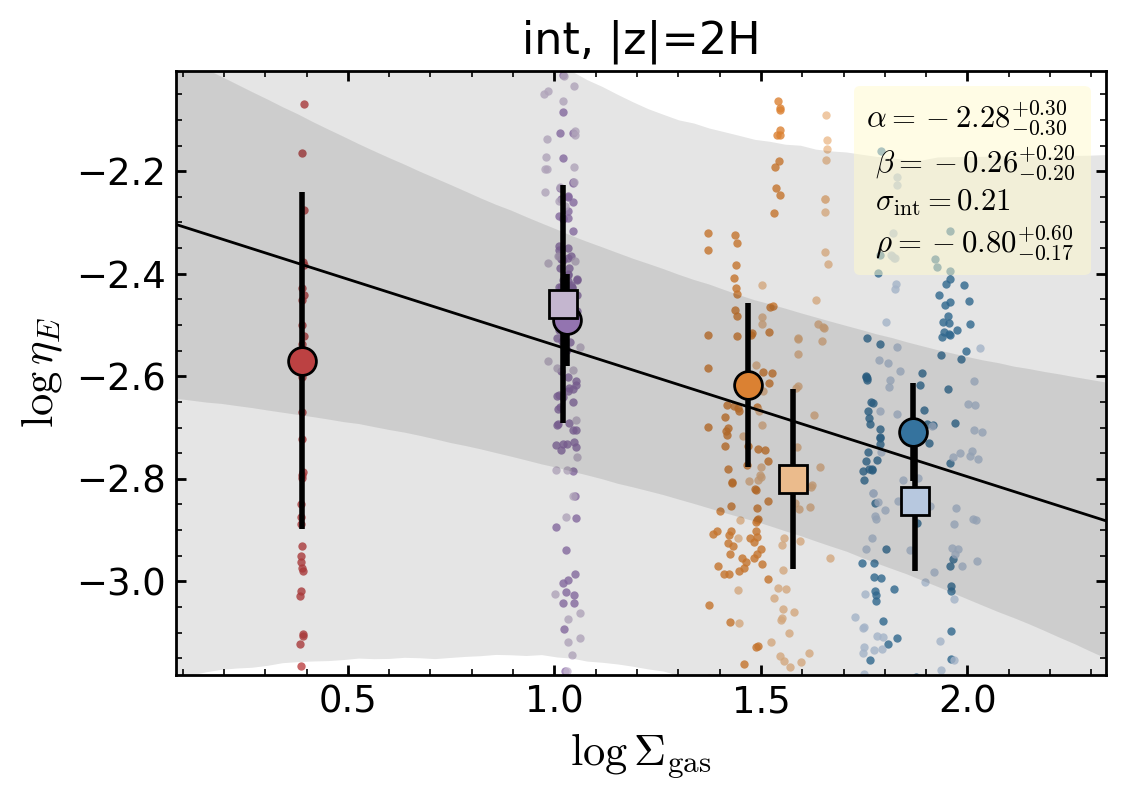 int, |z|=2H
α = −2.28+0.30−0.30
β = −0.26+0.20−0.20
σint = 0.21
ρ = −0.80+0.60−0.17
−2.2
−2.4
−2.6
−2.8
−3.0
log ηE
0.5 1.0 1.5 2.0
log Σgas